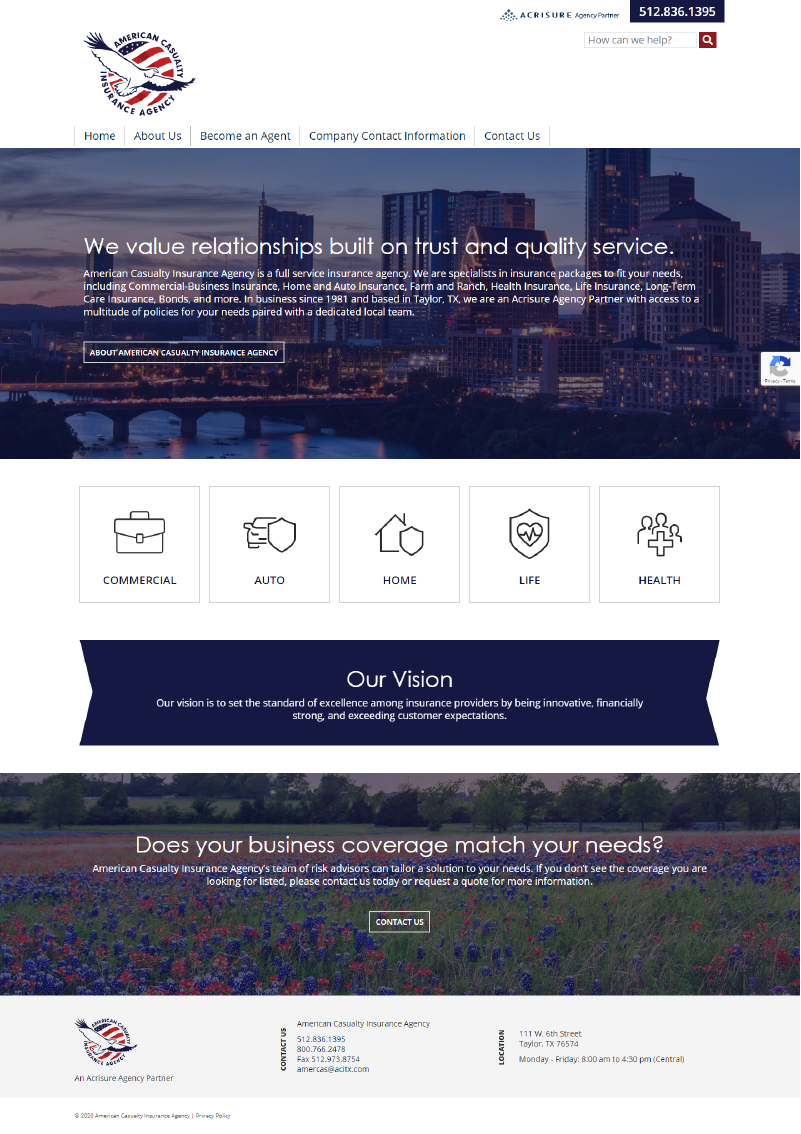 ACRISURE Agency Partner
512.836.1395
How can we help?
AMERICAN CASUALTY
INSURANCE AGENCY
Home
About Us
Become an Agent
Company Contact Information
Contact Us
We value relationships built on trust and quality service.
American Casualty Insurance Agency is a full service insurance agency. We are specialists in insurance packages to fit your needs,
including Commercial-Business Insurance, Home and Auto Insurance, Farm and Ranch, Health Insurance, Life Insurance, Long-Term
Care Insurance, Bonds, and more. In business since 1981 and based in Taylor, TX, we are an Acrisure Agency Partner with access to a
multitude of policies for your needs paired with a dedicated local team.
ABOUT AMERICAN CASUALTY INSURANCE AGENCY
Privacy - Terms
COMMERCIAL
AUTO
HOME
LIFE
HEALTH
Our Vision
Our vision is to set the standard of excellence among insurance providers by being innovative, financially
strong, and exceeding customer expectations.
Does your business coverage match your needs?
American Casualty Insurance Agency's team of risk advisors can tailor a solution to your needs. If you don't see the coverage you are
looking for listed, please contact us today or request a quote for more information.
CONTACT US
AMERICAN CASUALTY
INSURANCE AGENCY
An Acrisure Agency Partner
CONTACT US
American Casualty Insurance Agency
512.836.1395
800.766.2478
Fax 512.973.8754
amercas@acitx.com
LOCATION
111 W. 6th Street
Taylor, TX 76574
Monday - Friday: 8:00 am to 4:30 pm (Central)
© 2020 American Casualty Insurance Agency | Privacy Policy